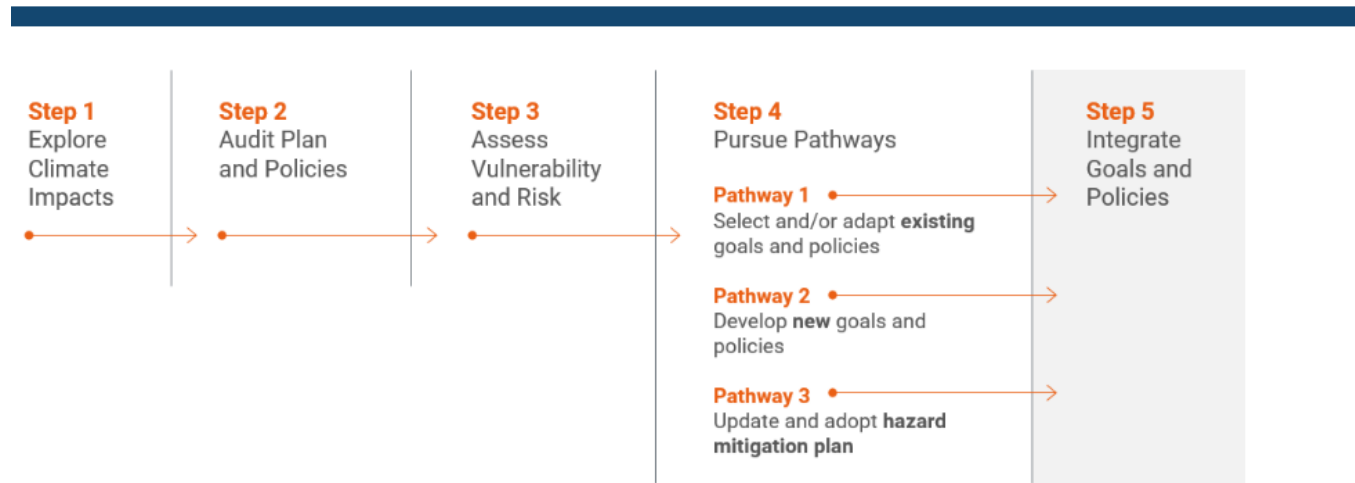 Step 1
Explore
Climate
Impacts
Step 2
Audit Plan
and Policies
Step 3
Assess
Vulnerability
and Risk
Step 4
Pursue Pathways
Pathway 1
Select and/or adapt existing
goals and policies
Pathway 2
Develop new goals and
policies
Pathway 3
Update and adopt hazard
mitigation plan
Step 5
Integrate
Goals and
Policies